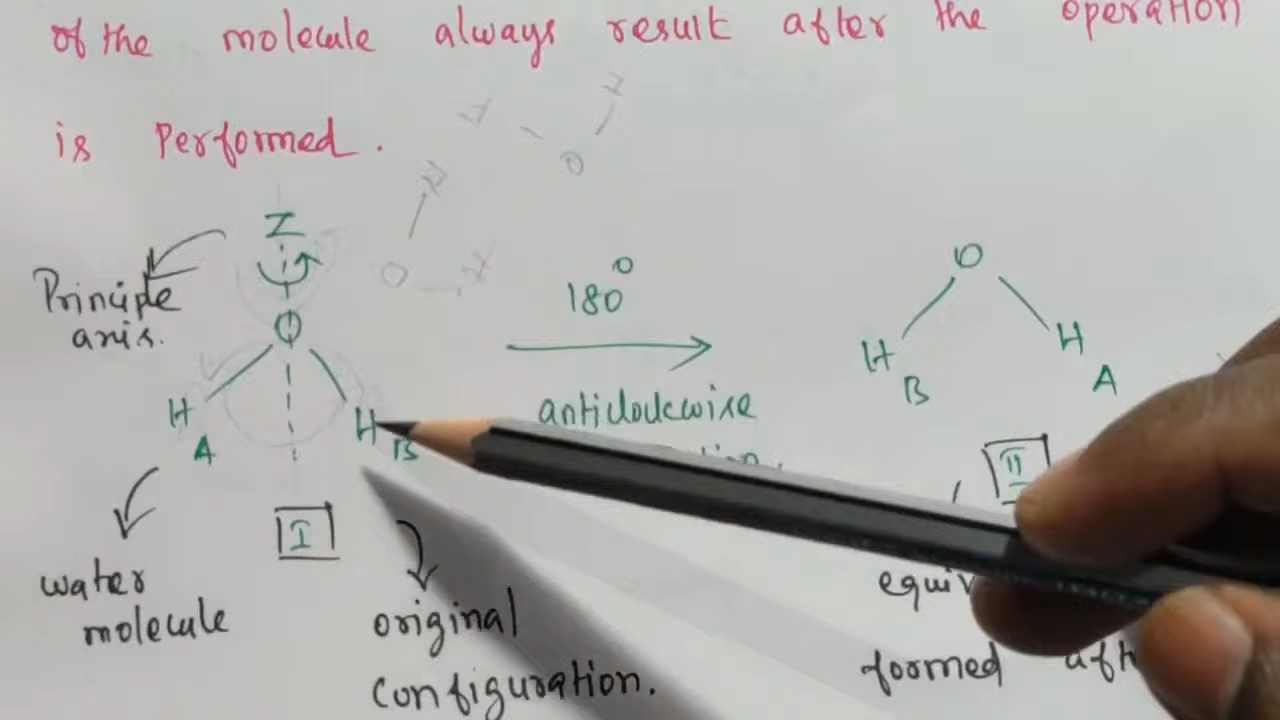 of the molecule always result after the operation
is Performed.
Z
Principle
axis.
O
H
A
H
B
180°
anticlockwise
O
H
B
H
A
I
II
water
molecule
original
configuration.
formed